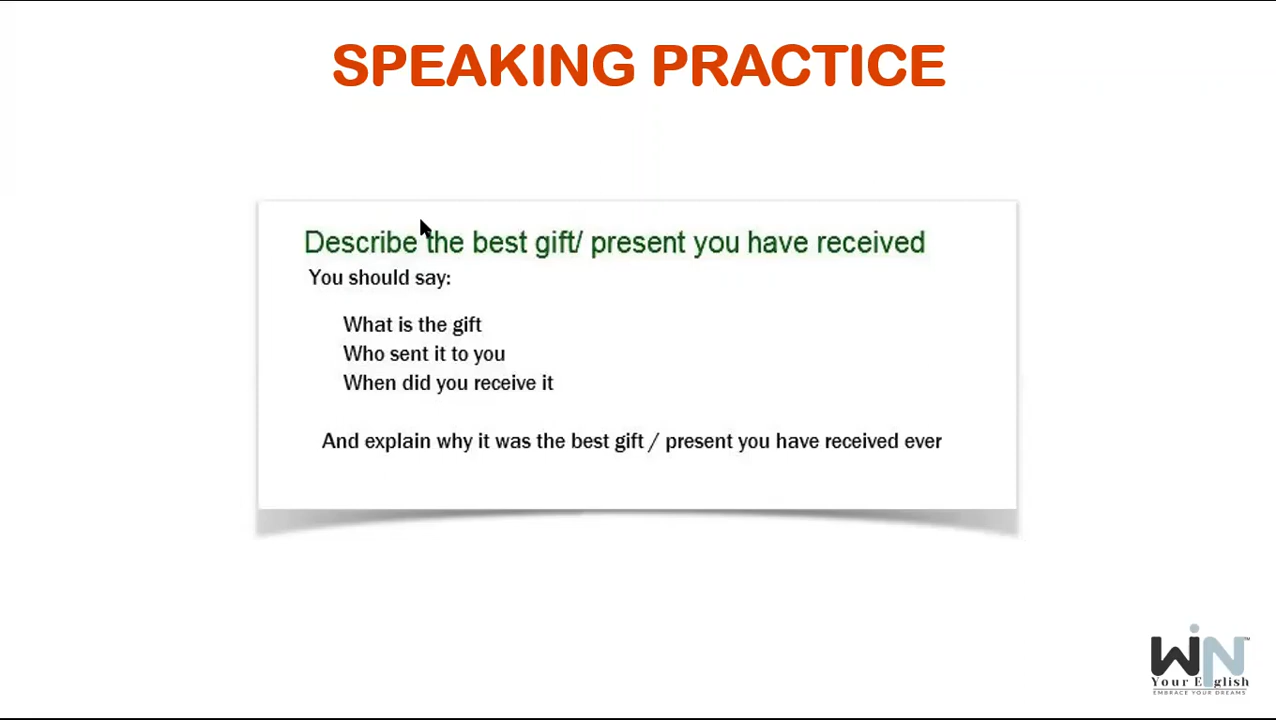 SPEAKING PRACTICE
Describe the best gift/ present you have received
You should say:
What is the gift
Who sent it to you
When did you receive it
And explain why it was the best gift / present you have received ever
WiN™
Your English
EMBRACE YOUR DREAMS